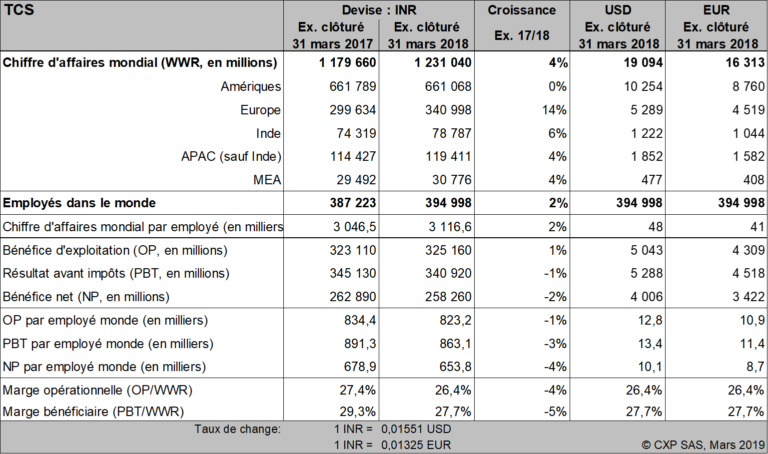 TCS Devise : INR Croissance USD EUR
Ex. clôturé Ex. clôturé Ex. 17/18 Ex. clôturé Ex. clôturé
31 mars 2017 31 mars 2018 31 mars 2018 31 mars 2018
Chiffre d'affaires mondial (WWR, en millions) 1 179 660 1 231 040 4% 19 094 16 313
Amériques 661 789 661 068 0% 10 254 8 760
Europe 299 634 340 998 14% 5 289 4 519
Inde 74 319 78 787 6% 1 222 1 044
APAC (sauf Inde) 114 427 119 411 4% 1 852 1 582
MEA 29 492 30 776 4% 477 408
Employés dans le monde 387 223 394 998 2% 394 998 394 998
Chiffre d'affaires mondial par employé (en milliers 3 046,5 3 116,6 2% 48 41
Bénéfice d'exploitation (OP, en millions) 323 110 325 160 1% 5 043 4 309
Résultat avant impôts (PBT, en millions) 345 130 340 920 -1% 5 288 4 518
Bénéfice net (NP, en millions) 262 890 258 260 -2% 4 006 3 422
OP par employé monde (en milliers) 834,4 823,2 -1% 12,8 10,9
PBT par employé monde (en milliers) 891,3 863,1 -3% 13,4 11,4
NP par employé monde (en milliers) 678,9 653,8 -4% 10,1 8,7
Marge opérationnelle (OP/WWR) 27,4% 26,4% -4% 26,4% 26,4%
Marge bénéficiaire (PBT/WWR) 29,3% 27,7% -5% 27,7% 27,7%
Taux de change: 1 INR = 0,01551 USD
1 INR = 0,01325 EUR © CXP SAS, Mars 2019